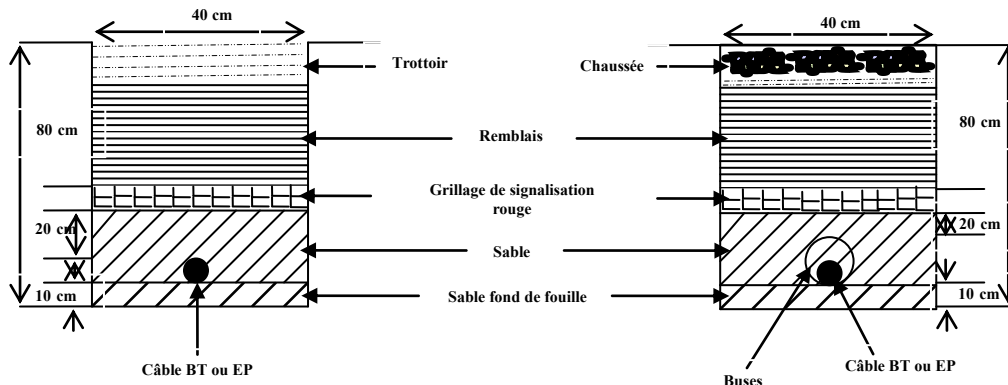 40 cm
40 cm
Trottoir
Chaussée
80 cm
80 cm
Remblais
Grillage de signalisation
rouge
20 cm
20 cm
Sable
10 cm
Sable fond de fouille
10 cm
Câble BT ou EP
Câble BT ou EP
Buses